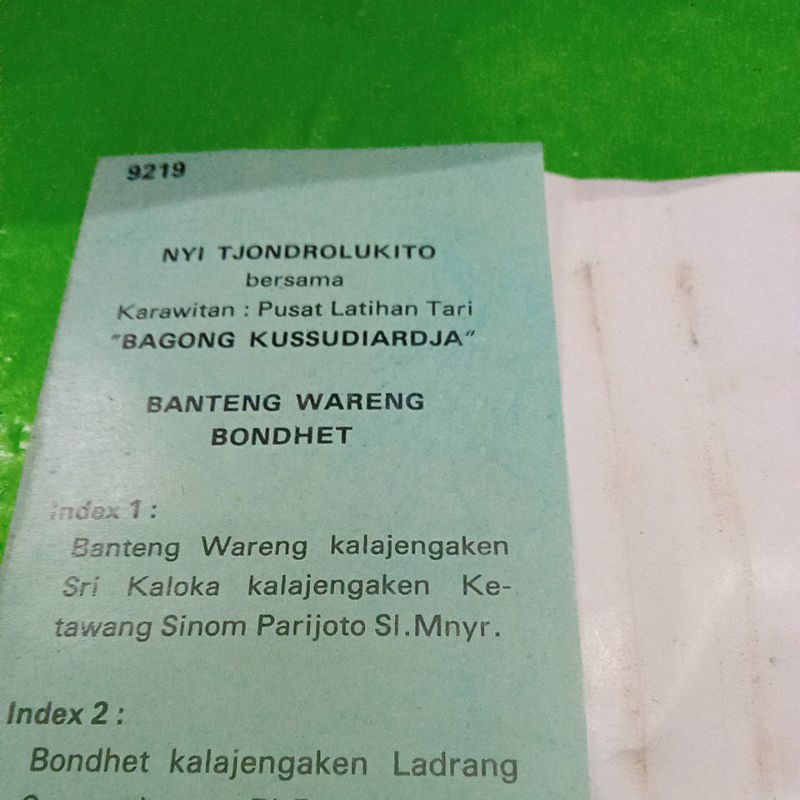 9219
NYI TJONDROLUKITO
bersama
Karawitan : Pusat Latihan Tari
"BAGONG KUSSUDIARDJA"
BANTENG WARENG
BONDHET
Index 1 :
Banteng Wareng kalajengaken
Sri Kaloka kalajengaken Ke-
tawang Sinom Parijoto Sl.Mnyr.
Index 2 :
Bondhet kalajengaken Ladrang